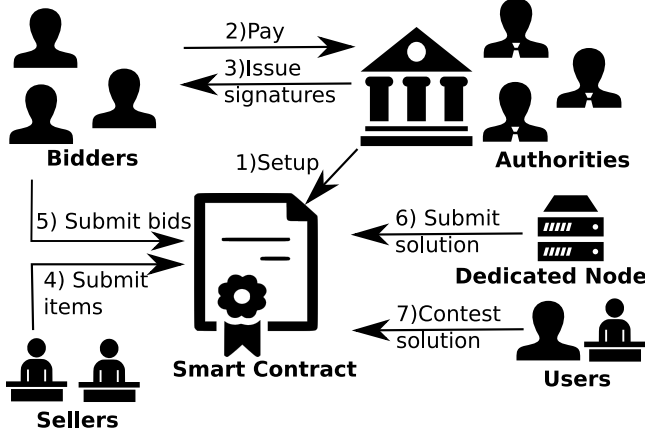 2)Pay
3)Issue
signatures
Bidders
Authorities
1)Setup
5) Submit bids
6) Submit
solution
4) Submit
items
Dedicated Node
7)Contest
solution
Smart Contract
Users
Sellers